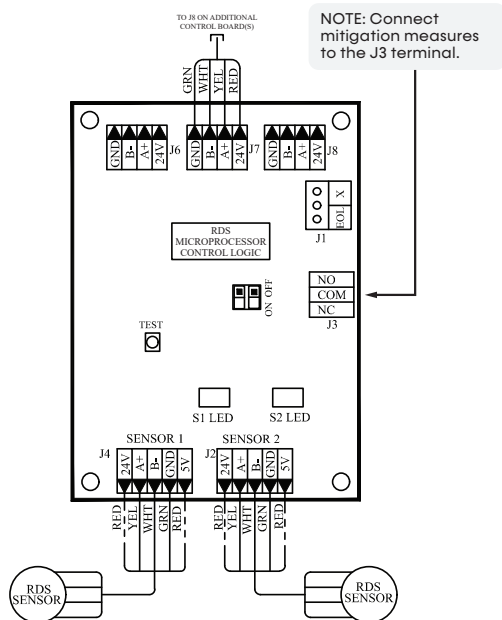 TO J8 ON ADDITIONAL
CONTROL BOARD(S)
NOTE: Connect
mitigation measures
to the J3 terminal.
GRN
WHT
YEL
RED
GND
B-
A+
24V
J6
GND
B-
A+
24V
J7
GND
B-
A+
24V
J8
X
EOL
J1
RDS
MICROPROCESSOR
CONTROL LOGIC
ON OFF
NO
COM
NC
J3
TEST
S1 LED
S2 LED
SENSOR 1
SENSOR 2
J4
24V
A+
B-
GND
5V
J2
24V
A+
B-
GND
5V
RED
YEL
WHT
GRN
RED
RED
YEL
WHT
GRN
RED
RDS
SENSOR
RDS
SENSOR